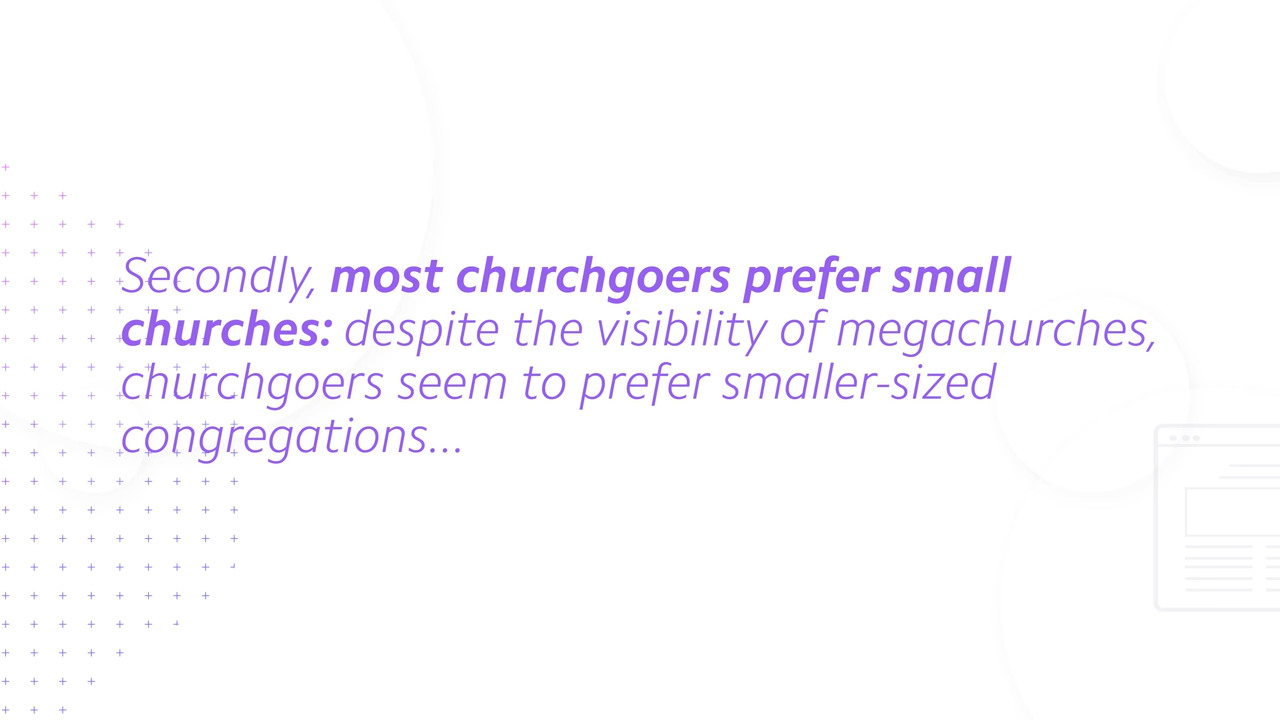 Secondly, most churchgoers prefer small
churches: despite the visibility of megachurches,
churchgoers seem to prefer smaller-sized
congregations...